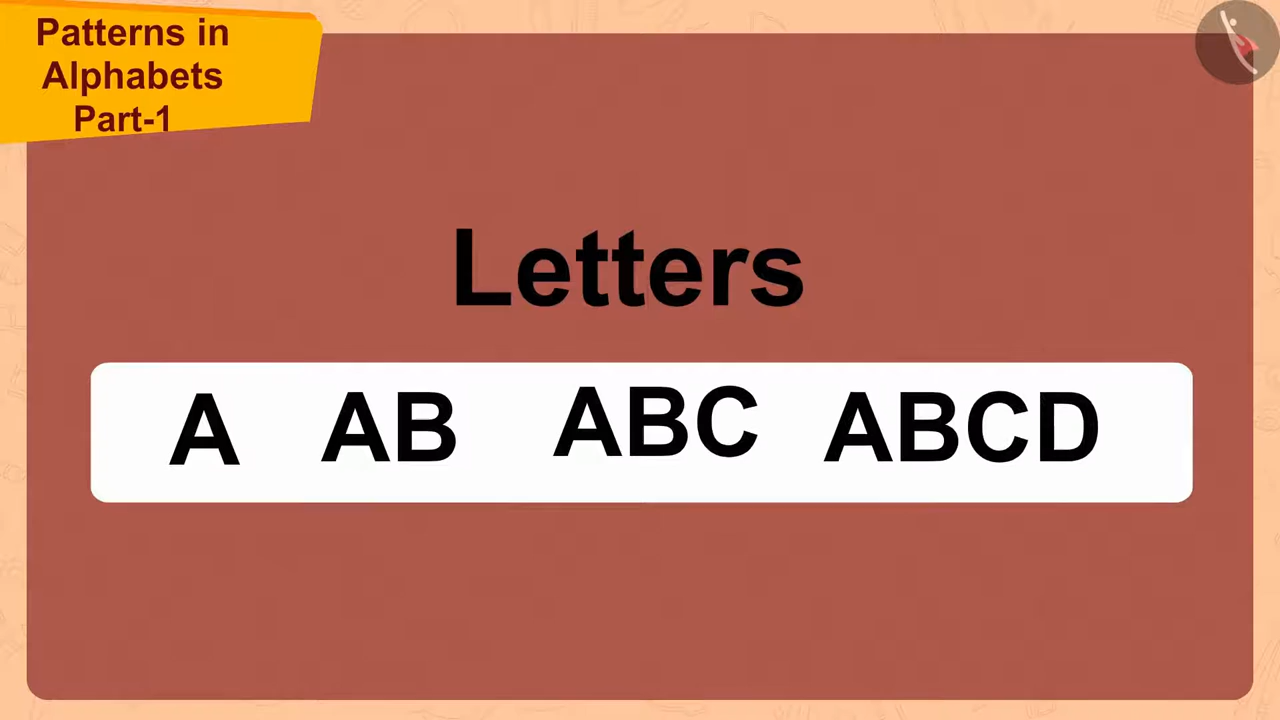 Patterns in
Alphabets
Part-1
Letters
A AB ABC ABCD